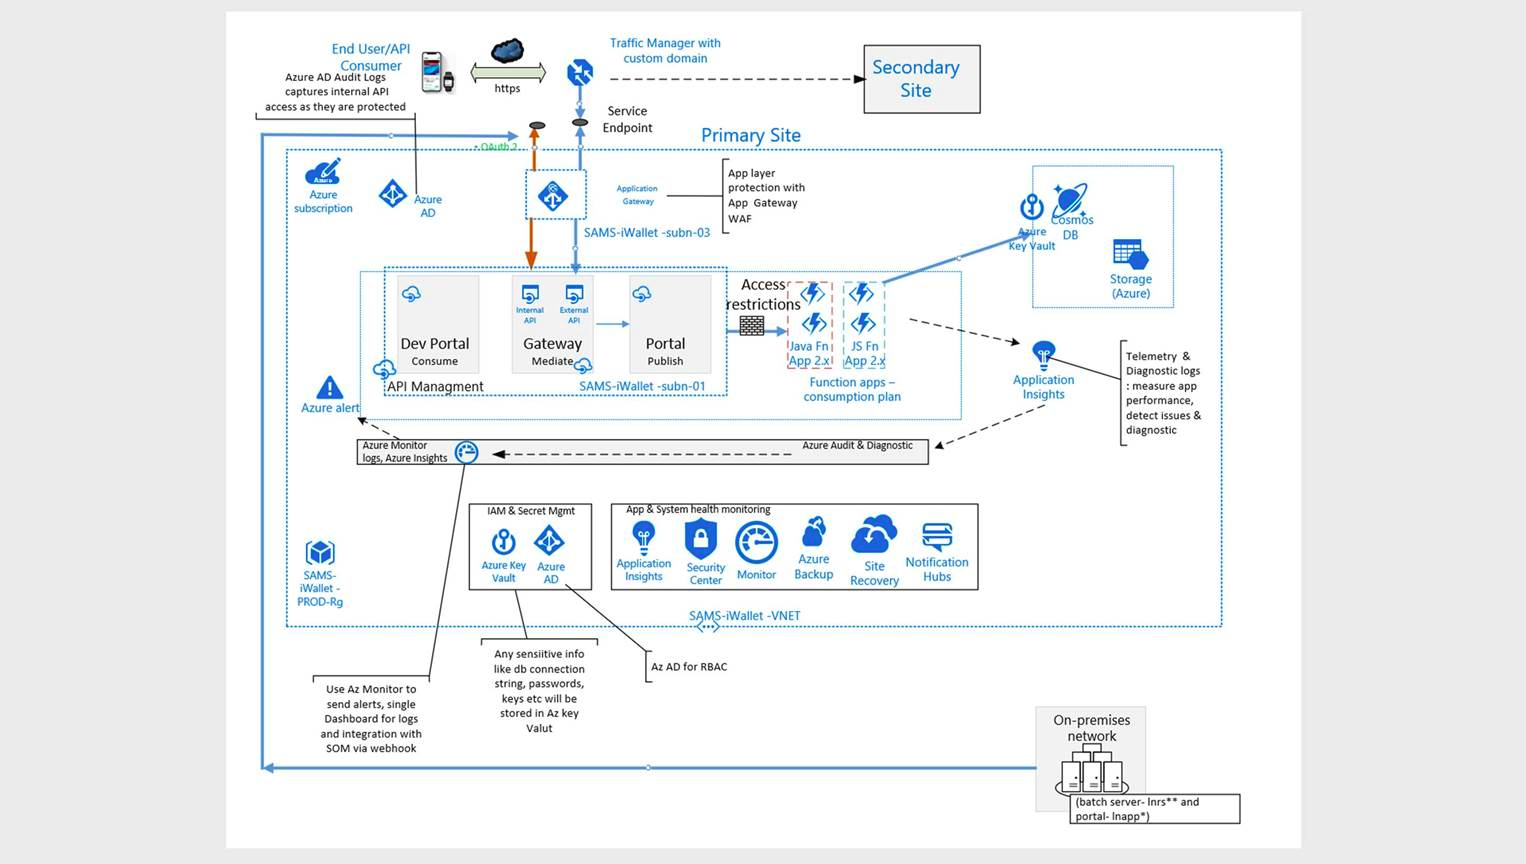 End User/API
Consumer
Azure AD Audit Logs
captures internal API
access as they are protected
https
Traffic Manager with
custom domain
Secondary
Site
Service
Endpoint
Primary Site
• OAuth 2
Azure
Azure
subscription
Azure
AD
Application
Gateway
App layer
protection with
App Gateway
WAF
SAMS-iWallet -subn-03
Cosmos
DB
Azure
Key Vault
Storage
(Azure)
Dev Portal
Consume
Internal
API
External
API
Gateway
Mediate
Portal
Publish
API Managment
SAMS-iWallet -subn-01
Access
restrictions
Java Fn
App 2.x
JS Fn
App 2.x
Function apps –
consumption plan
Application
Insights
Telemetry &
Diagnostic logs
: measure app
performance,
detect issues &
diagnostic
Azure alert
Azure Monitor
logs, Azure Insights
Azure Audit & Diagnostic
IAM & Secret Mgmt
Azure Key
Vault
Azure
AD
App & System health monitoring
Application
Insights
Security
Center
Monitor
Azure
Backup
Site
Recovery
Notification
Hubs
SAMS-
iWallet -
PROD-Rg
SAMS-iWallet -VNET
Any sensiitive info
like db connection
string, passwords,
keys etc will be
stored in Az key
Valut
Az AD for RBAC
Use Az Monitor to
send alerts, single
Dashboard for logs
and integration with
SOM via webhook
On-premises
network
(batch server- lnrs** and
portal- lnapp*)